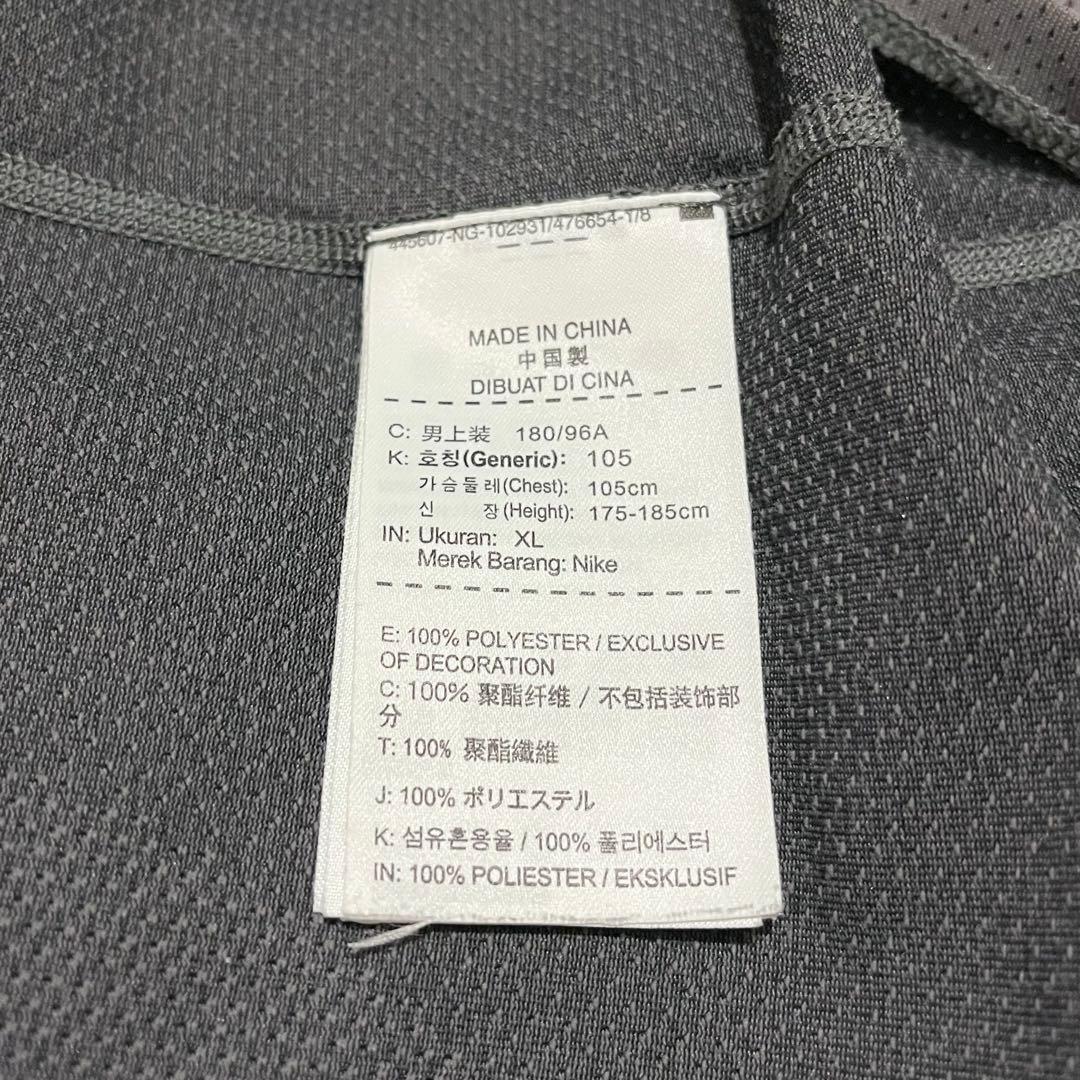 445607-NG-102931/476654-1/8
MADE IN CHINA
中国製
DIBUAT DI CINA
C: 男上装 180/96A
K: 호칭(Generic): 105
가슴둘레(Chest): 105cm
신 장(Height): 175-185cm
IN: Ukuran: XL
Merek Barang: Nike
E: 100% POLYESTER / EXCLUSIVE
OF DECORATION
C: 100% 聚酯纤维 / 不包括装饰部
分
T: 100% 聚酯纖維
J: 100% ポリエステル
K: 섬유혼용율 / 100% 폴리에스터
IN: 100% POLIESTER / EKSKLUSIF